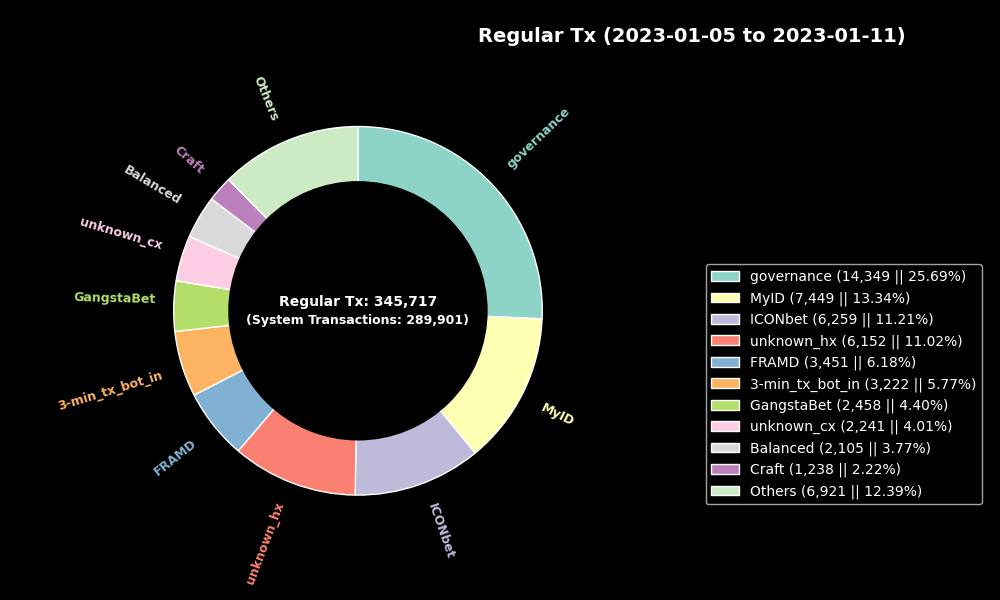 Regular Tx (2023-01-05 to 2023-01-11)
Others
governance
Craft
Balanced
unknown_cx
GangstaBet
3-min_tx_bot_in
FRAMD
unknown_hx
ICONbet
MyID
Regular Tx: 345,717
(System Transactions: 289,901)
governance (14,349 || 25.69%)
MyID (7,449 || 13.34%)
ICONbet (6,259 || 11.21%)
unknown_hx (6,152 || 11.02%)
FRAMD (3,451 || 6.18%)
3-min_tx_bot_in (3,222 || 5.77%)
GangstaBet (2,458 || 4.40%)
unknown_cx (2,241 || 4.01%)
Balanced (2,105 || 3.77%)
Craft (1,238 || 2.22%)
Others (6,921 || 12.39%)